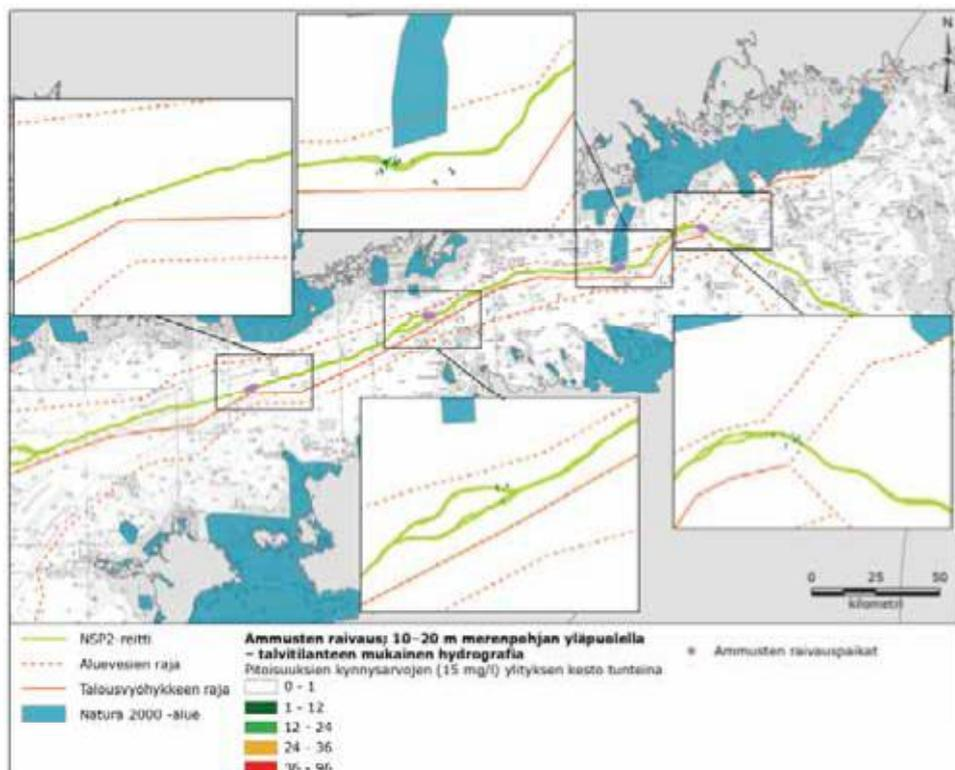 N
0 25 50
kilometri
NSP2-reitti
Aluevesien raja
Talousvyöhykkeen raja
Natura 2000 -alue
Ammusten raivaus; 10–20 m merenpohjan yläpuolella
– talvitilanteen mukainen hydrografia
Pitoisuuksien kynnysarvojen (15 mg/l) ylityksen kesto tunteina
0 - 1
1 - 12
12 - 24
24 - 36
36 - 96
Ammusten raivauspaikat